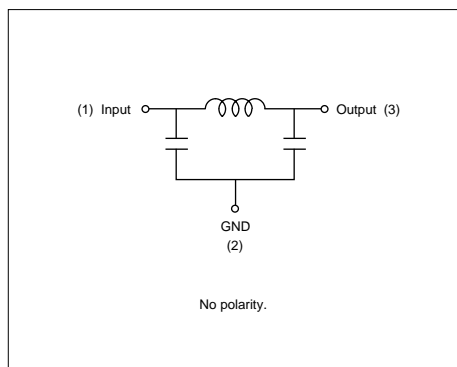 (1) Input
Output (3)
GND
(2)
No polarity.